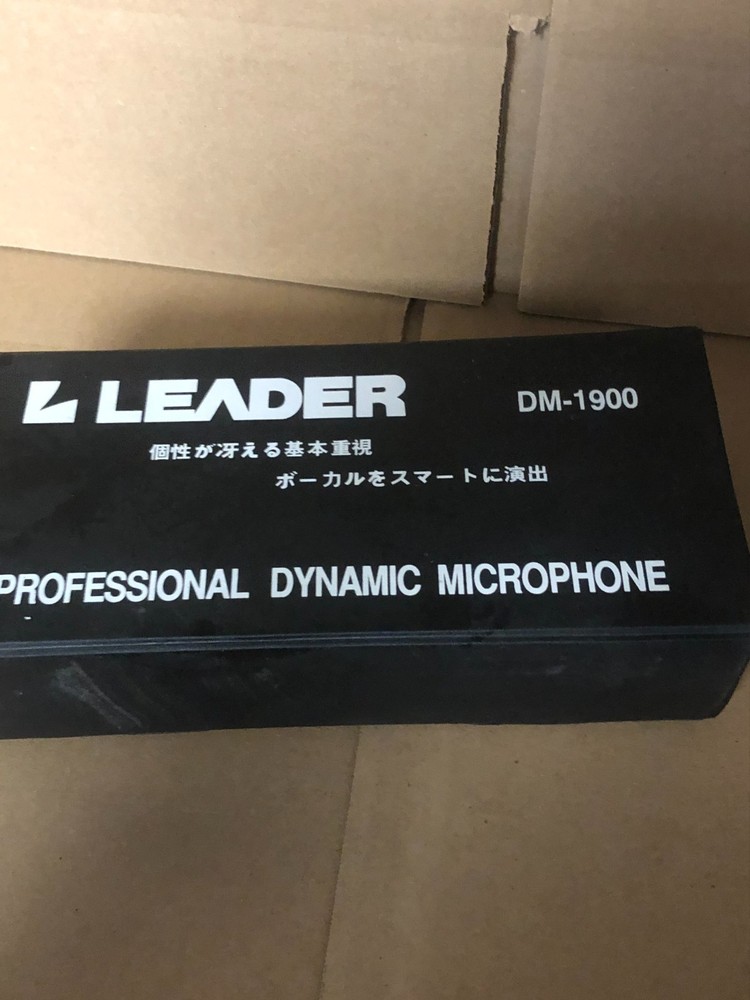 LEADER DM-1900
個性が冴える基本重視
ボーカルをスマートに演出
PROFESSIONAL DYNAMIC MICROPHONE